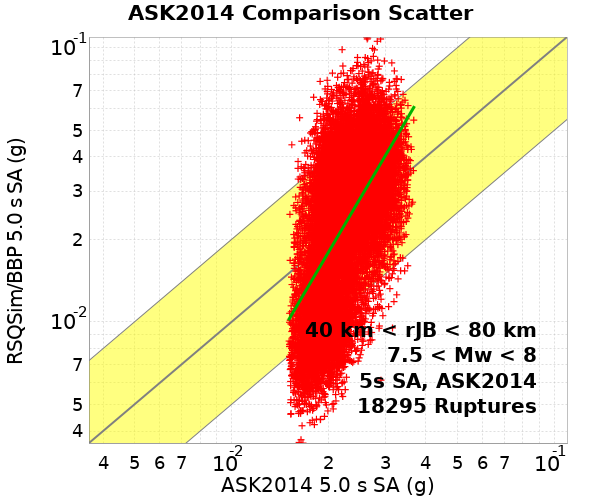 ASK2014 Comparison Scatter
RSQSim/BBP 5.0 s SA (g)
10-1
7
5
4
3
2
10-2
7
5
4
40 km < rJB < 80 km
7.5 < Mw < 8
5s SA, ASK2014
18295 Ruptures
4 5 6 7 10-2 2 3 4 5 6 7 10-1
ASK2014 5.0 s SA (g)